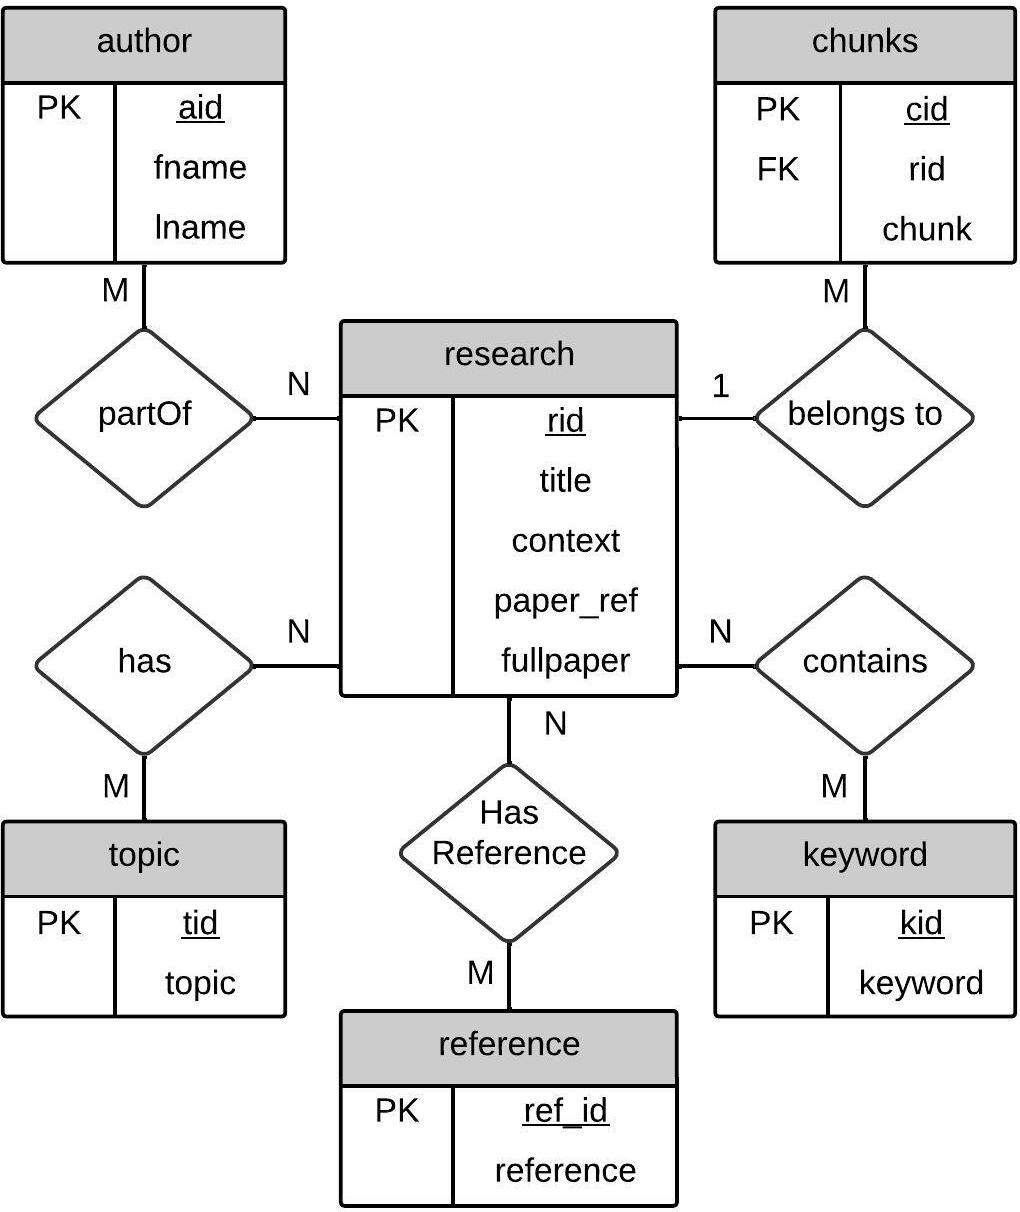 author
PK aid
fname
lname
chunks
PK cid
FK rid
chunk
M
M
partOf
N
research
PK rid
title
context
paper_ref
fullpaper
1
belongs to
has
N
N
contains
M
N
M
Has
Reference
topic
PK tid
topic
keyword
PK kid
keyword
M
reference
PK ref_id
reference